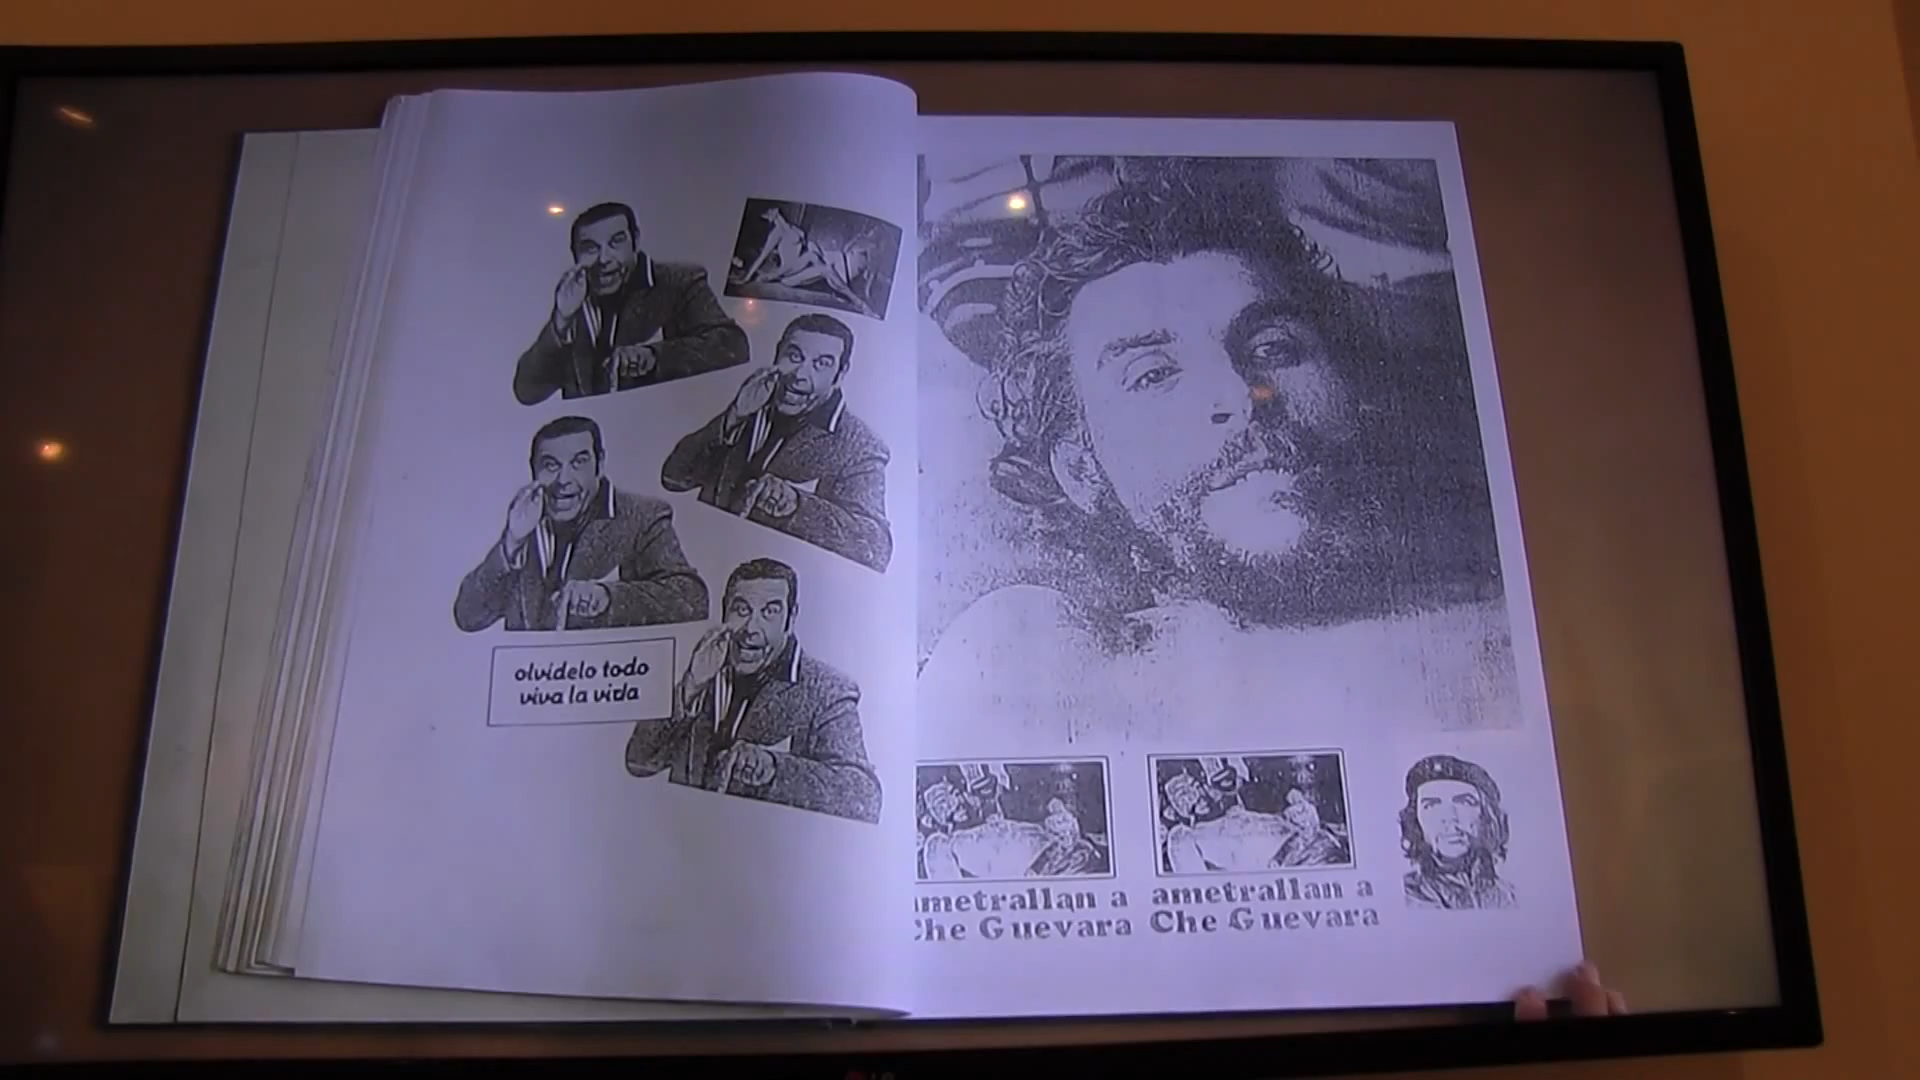 olvídelo todo
viva la vida
ametrallan a
Che Guevara
ametrallan a
Che Guevara